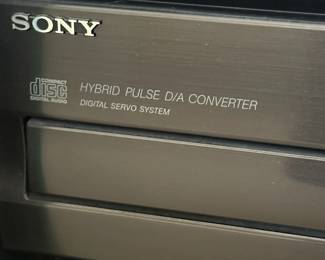 SONY
COMPACT
disc
DIGITAL AUDIO
HYBRID PULSE D/A CONVERTER
DIGITAL SERVO SYSTEM